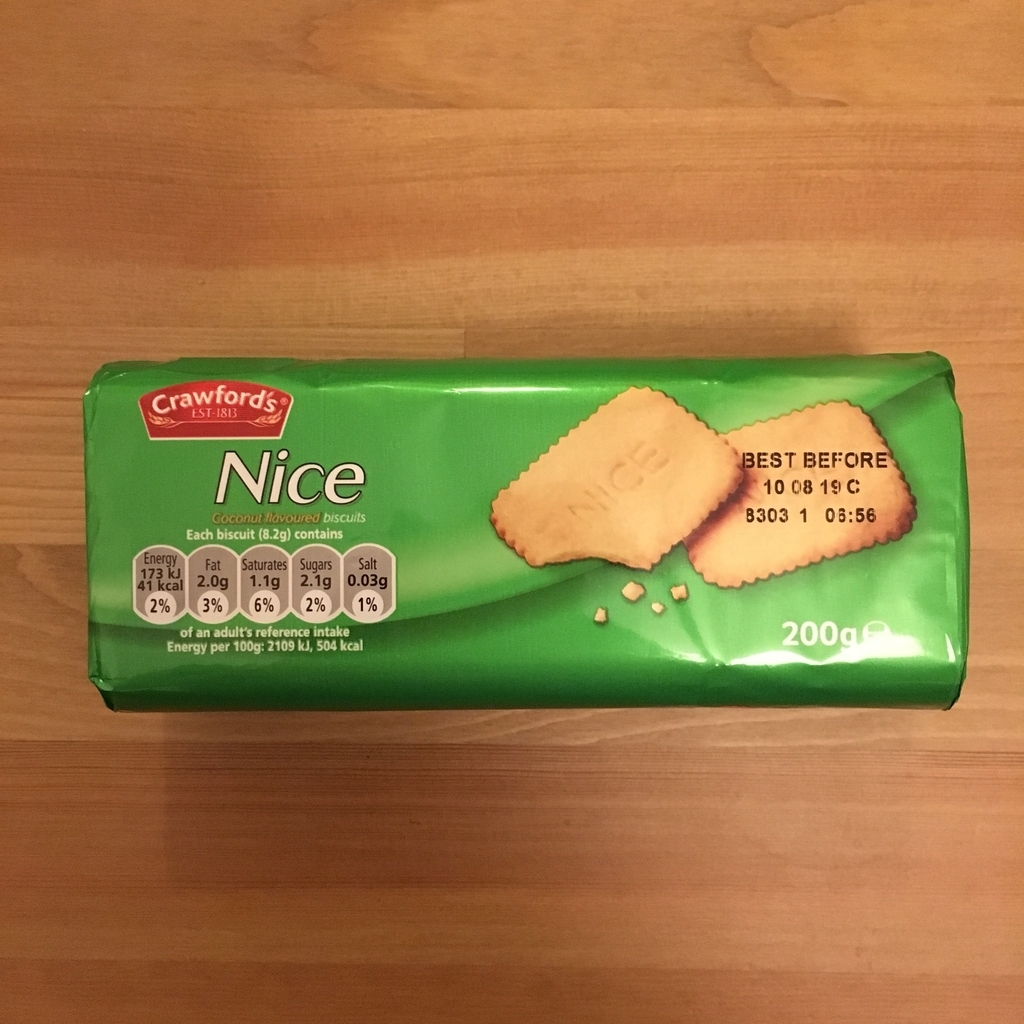 Crawford's®
EST·1813
Nice
Coconut flavoured biscuits
Each biscuit (8.2g) contains
Energy Fat Saturates Sugars Salt
173 kJ 2.0g 1.1g 2.1g 0.03g
41 kcal
2% 3% 6% 2% 1%
of an adult's reference intake
Energy per 100g: 2109 kJ, 504 kcal
NICE
BEST BEFORE
10 08 19 C
8303 1 06:56
200g